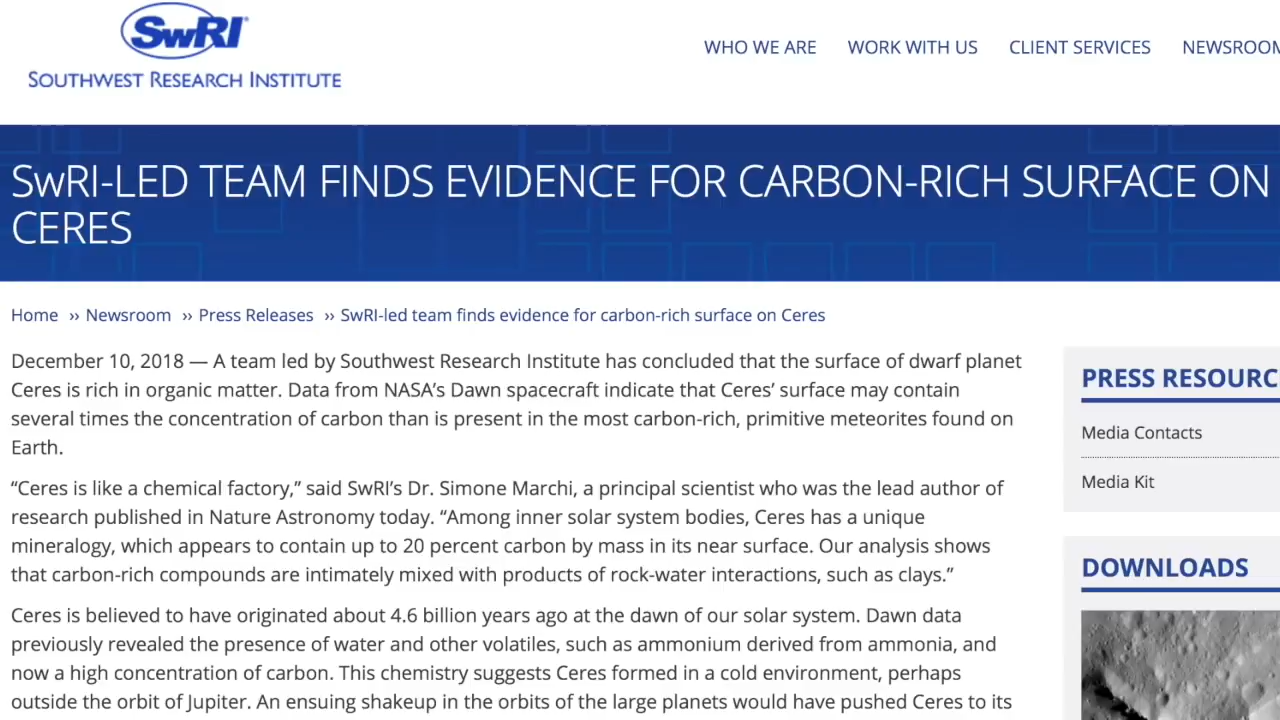 SwRI
SOUTHWEST RESEARCH INSTITUTE
WHO WE ARE WORK WITH US CLIENT SERVICES NEWSROOM
SwRI-LED TEAM FINDS EVIDENCE FOR CARBON-RICH SURFACE ON
CERES
Home ›› Newsroom ›› Press Releases ›› SwRI-led team finds evidence for carbon-rich surface on Ceres
December 10, 2018 — A team led by Southwest Research Institute has concluded that the surface of dwarf planet
Ceres is rich in organic matter. Data from NASA’s Dawn spacecraft indicate that Ceres’ surface may contain
several times the concentration of carbon than is present in the most carbon-rich, primitive meteorites found on
Earth.
“Ceres is like a chemical factory,” said SwRI’s Dr. Simone Marchi, a principal scientist who was the lead author of
research published in Nature Astronomy today. “Among inner solar system bodies, Ceres has a unique
mineralogy, which appears to contain up to 20 percent carbon by mass in its near surface. Our analysis shows
that carbon-rich compounds are intimately mixed with products of rock-water interactions, such as clays.”
Ceres is believed to have originated about 4.6 billion years ago at the dawn of our solar system. Dawn data
previously revealed the presence of water and other volatiles, such as ammonium derived from ammonia, and
now a high concentration of carbon. This chemistry suggests Ceres formed in a cold environment, perhaps
outside the orbit of Jupiter. An ensuing shakeup in the orbits of the large planets would have pushed Ceres to its
PRESS RESOURC
Media Contacts
Media Kit
DOWNLOADS